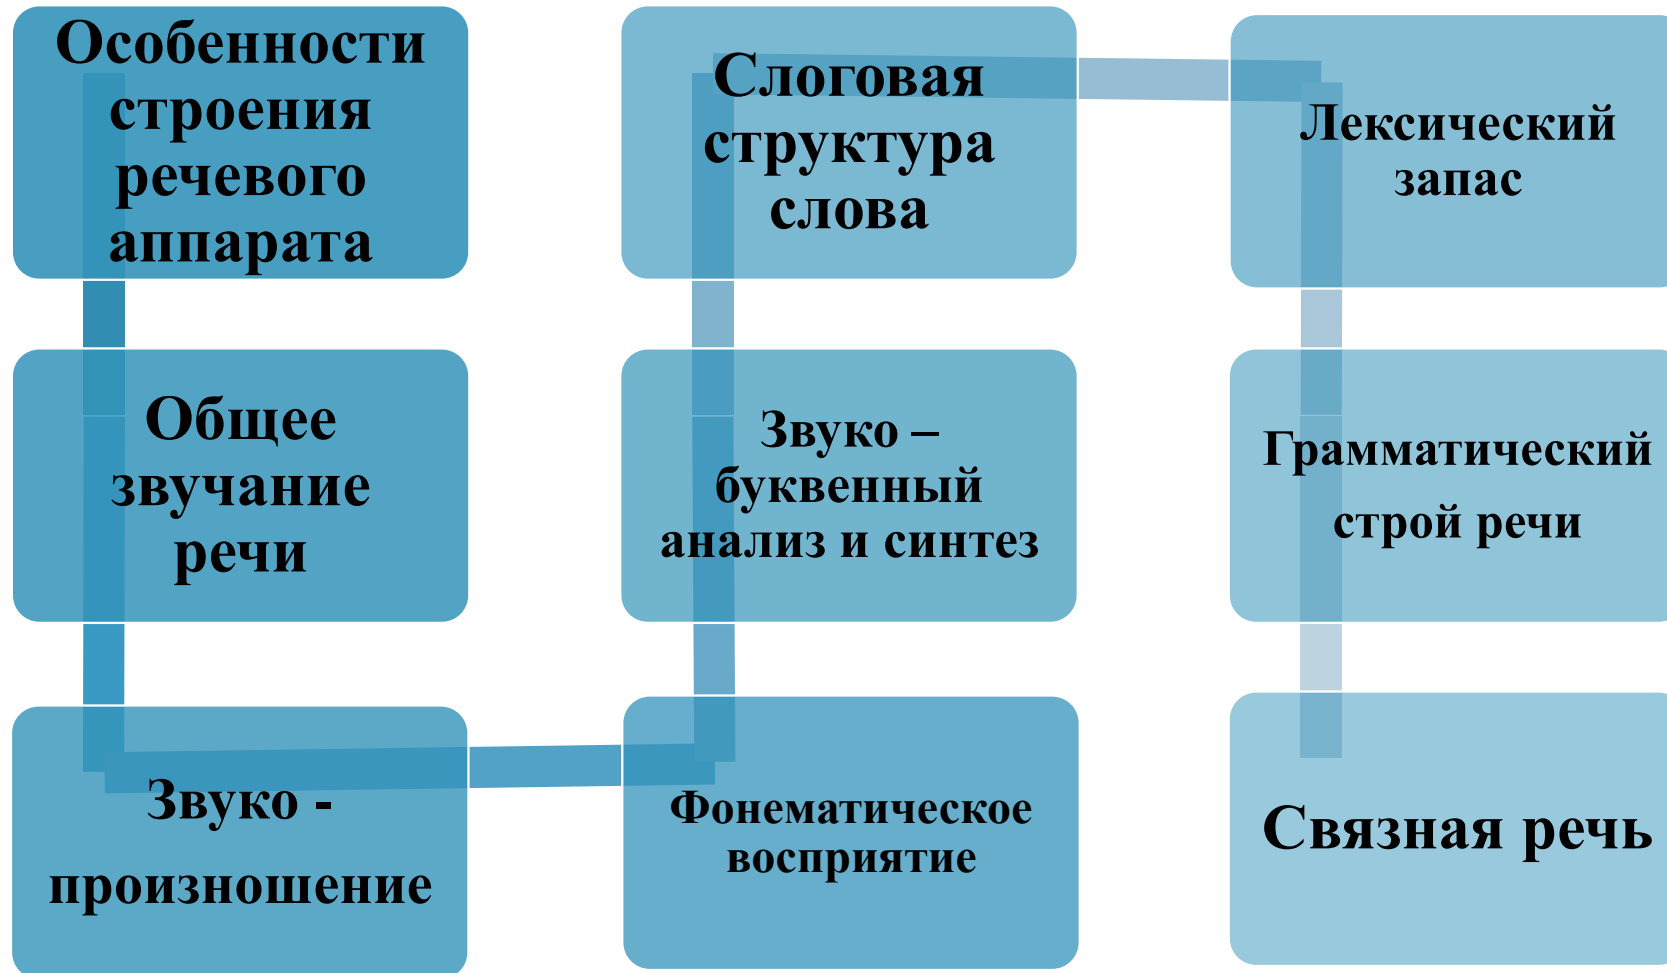 Особенности
строения
речевого
аппарата
Общее
звучание
речи
Звуко -
произношение
Фонематическое
восприятие
Звуко –
буквенный
анализ и синтез
Слоговая
структура
слова
Лексический
запас
Грамматический
строй речи
Связная речь